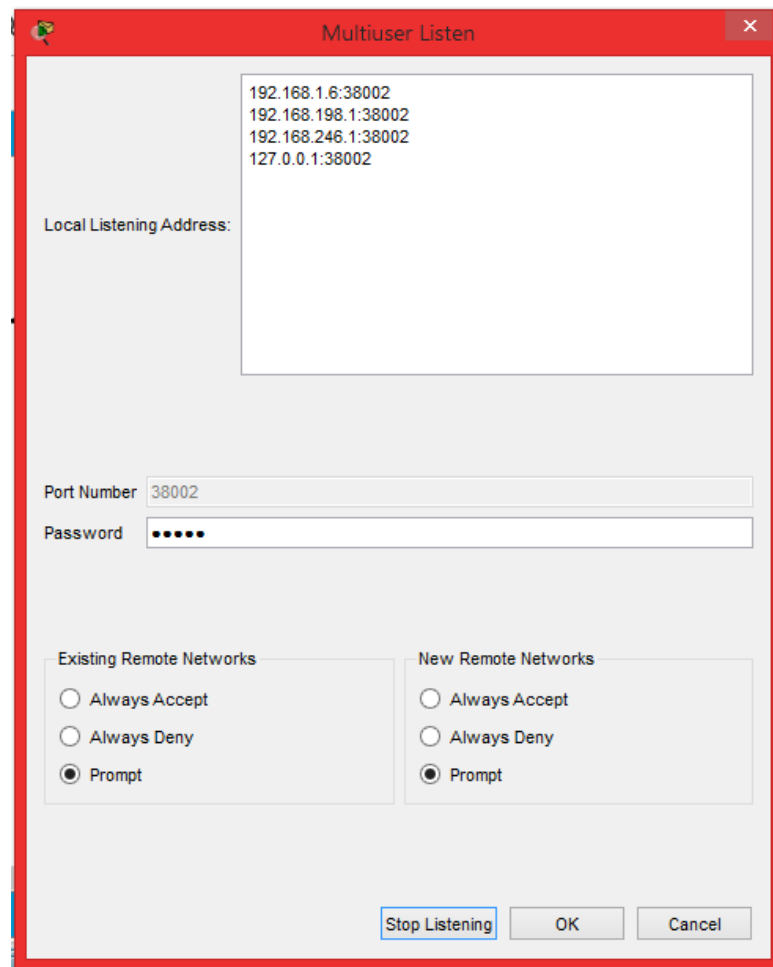 Multiuser Listen
192.168.1.6:38002
192.168.198.1:38002
192.168.246.1:38002
127.0.0.1:38002
Local Listening Address:
Port Number 38002
Password •••••
Existing Remote Networks
Always Accept
Always Deny
Prompt
New Remote Networks
Always Accept
Always Deny
Prompt
Stop Listening OK Cancel